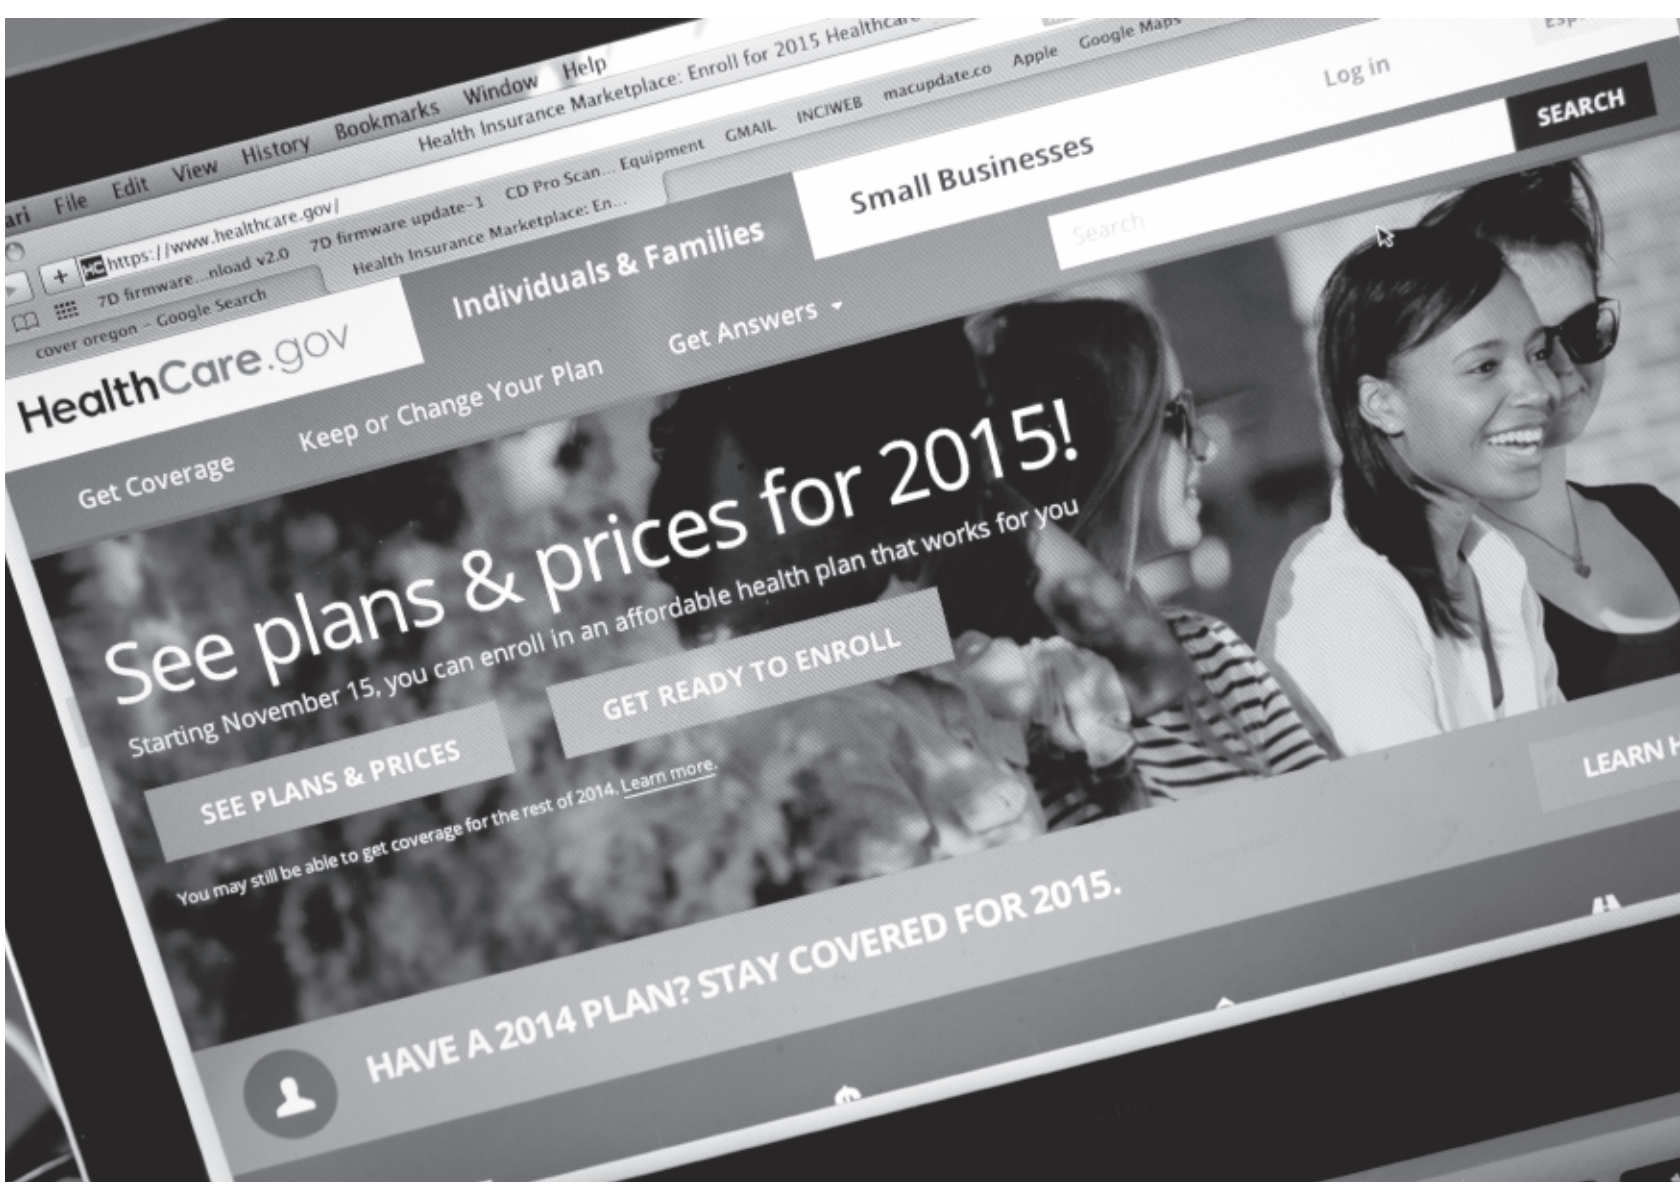 ari File Edit View History Bookmarks Window Help
Health Insurance Marketplace: Enroll for 2015 Healthcare
+ HC https://www.healthcare.gov/
7D firmware...nload v2.0 7D firmware update-1 CD Pro Scan... Equipment GMAIL INCIWEB macupdate.co Apple Google Maps
cover oregon - Google Search Health Insurance Marketplace: En...
HealthCare.gov Individuals & Families Small Businesses Log in Esp
Get Coverage Keep or Change Your Plan Get Answers Search SEARCH
See plans & prices for 2015!
Starting November 15, you can enroll in an affordable health plan that works for you
SEE PLANS & PRICES GET READY TO ENROLL
You may still be able to get coverage for the rest of 2014. Learn more.
HAVE A 2014 PLAN? STAY COVERED FOR 2015. LEARN H
$